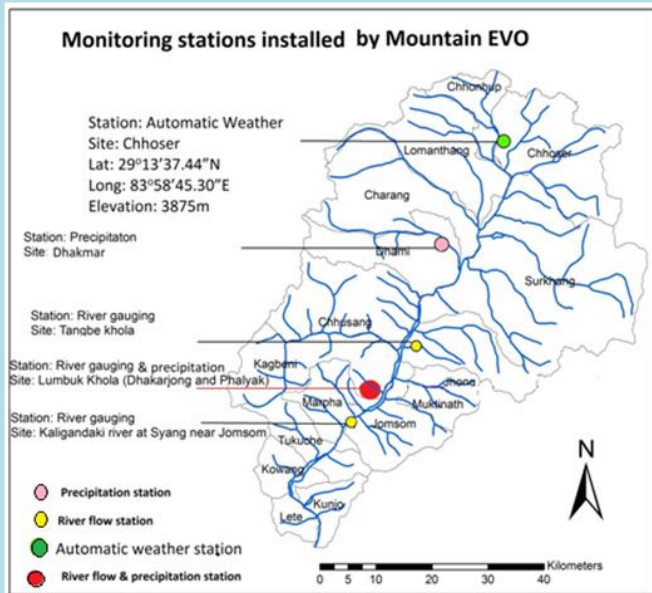 Monitoring stations installed by Mountain EVO
Chhonhup
Station: Automatic Weather
Site: Chhoser
Lat: 29°13'37.44"N
Long: 83°58'45.30"E
Elevation: 3875m
Lomanthang
Chhoser
Charang
Station: Precipitaton
Site: Dhakmar
Surkhang
Station: River gauging
Site: Tangbe khola
Chhusang
Station: River gauging & precipitation
Site: Lumbuk Khola (Dhakarjong and Phalyak)
Kagbeni
Jhong
Marpha
Muktinath
Station: River gauging
Site: Kaligandaki river at Syang near Jomsom
Jomsom
Tukuche
Kowang
Kunjo
Lete
N
Precipitation station
River flow station
Automatic weather station
River flow & precipitation station
Kilometers
0 5 10 20 30 40